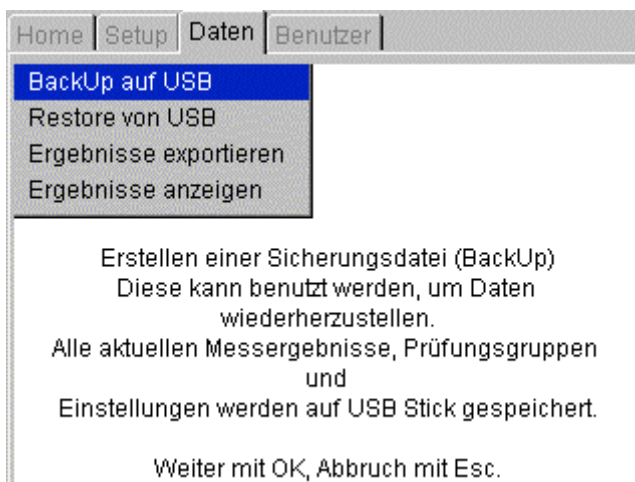 Home Setup Daten Benutzer
BackUp auf USB
Restore von USB
Ergebnisse exportieren
Ergebnisse anzeigen
Erstellen einer Sicherungsdatei (BackUp)
Diese kann benutzt werden, um Daten
wiederherzustellen.
Alle aktuellen Messergebnisse, Prüfungsgruppen
und
Einstellungen werden auf USB Stick gespeichert.
Weiter mit OK, Abbruch mit Esc.